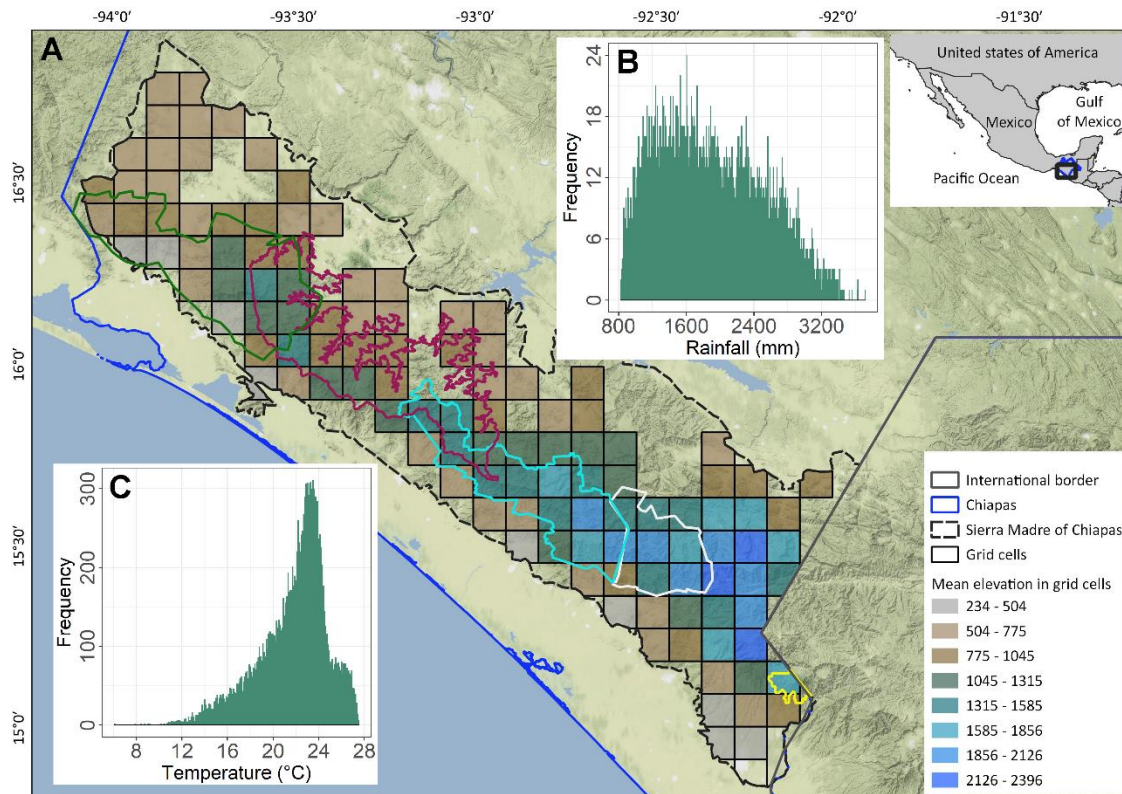 -94°0'
-93°5'
-93°0'
-92°5'
-92°0'
-91°5'
A
16°30'
16°0'
15°30'
15°0'
B
24
18
12
6
0
Frequency
800
1600
2400
3200
Rainfall (mm)
United states of America
Gulf
of Mexico
Mexico
Pacific Ocean
C
300
200
100
0
Frequency
8
12
16
20
24
28
Temperature (°C)
International border
Chiapas
Sierra Madre of Chiapas
Grid cells
Mean elevation in grid cells
234 - 504
504 - 775
775 - 1045
1045 - 1315
1315 - 1585
1585 - 1856
1856 - 2126
2126 - 2396